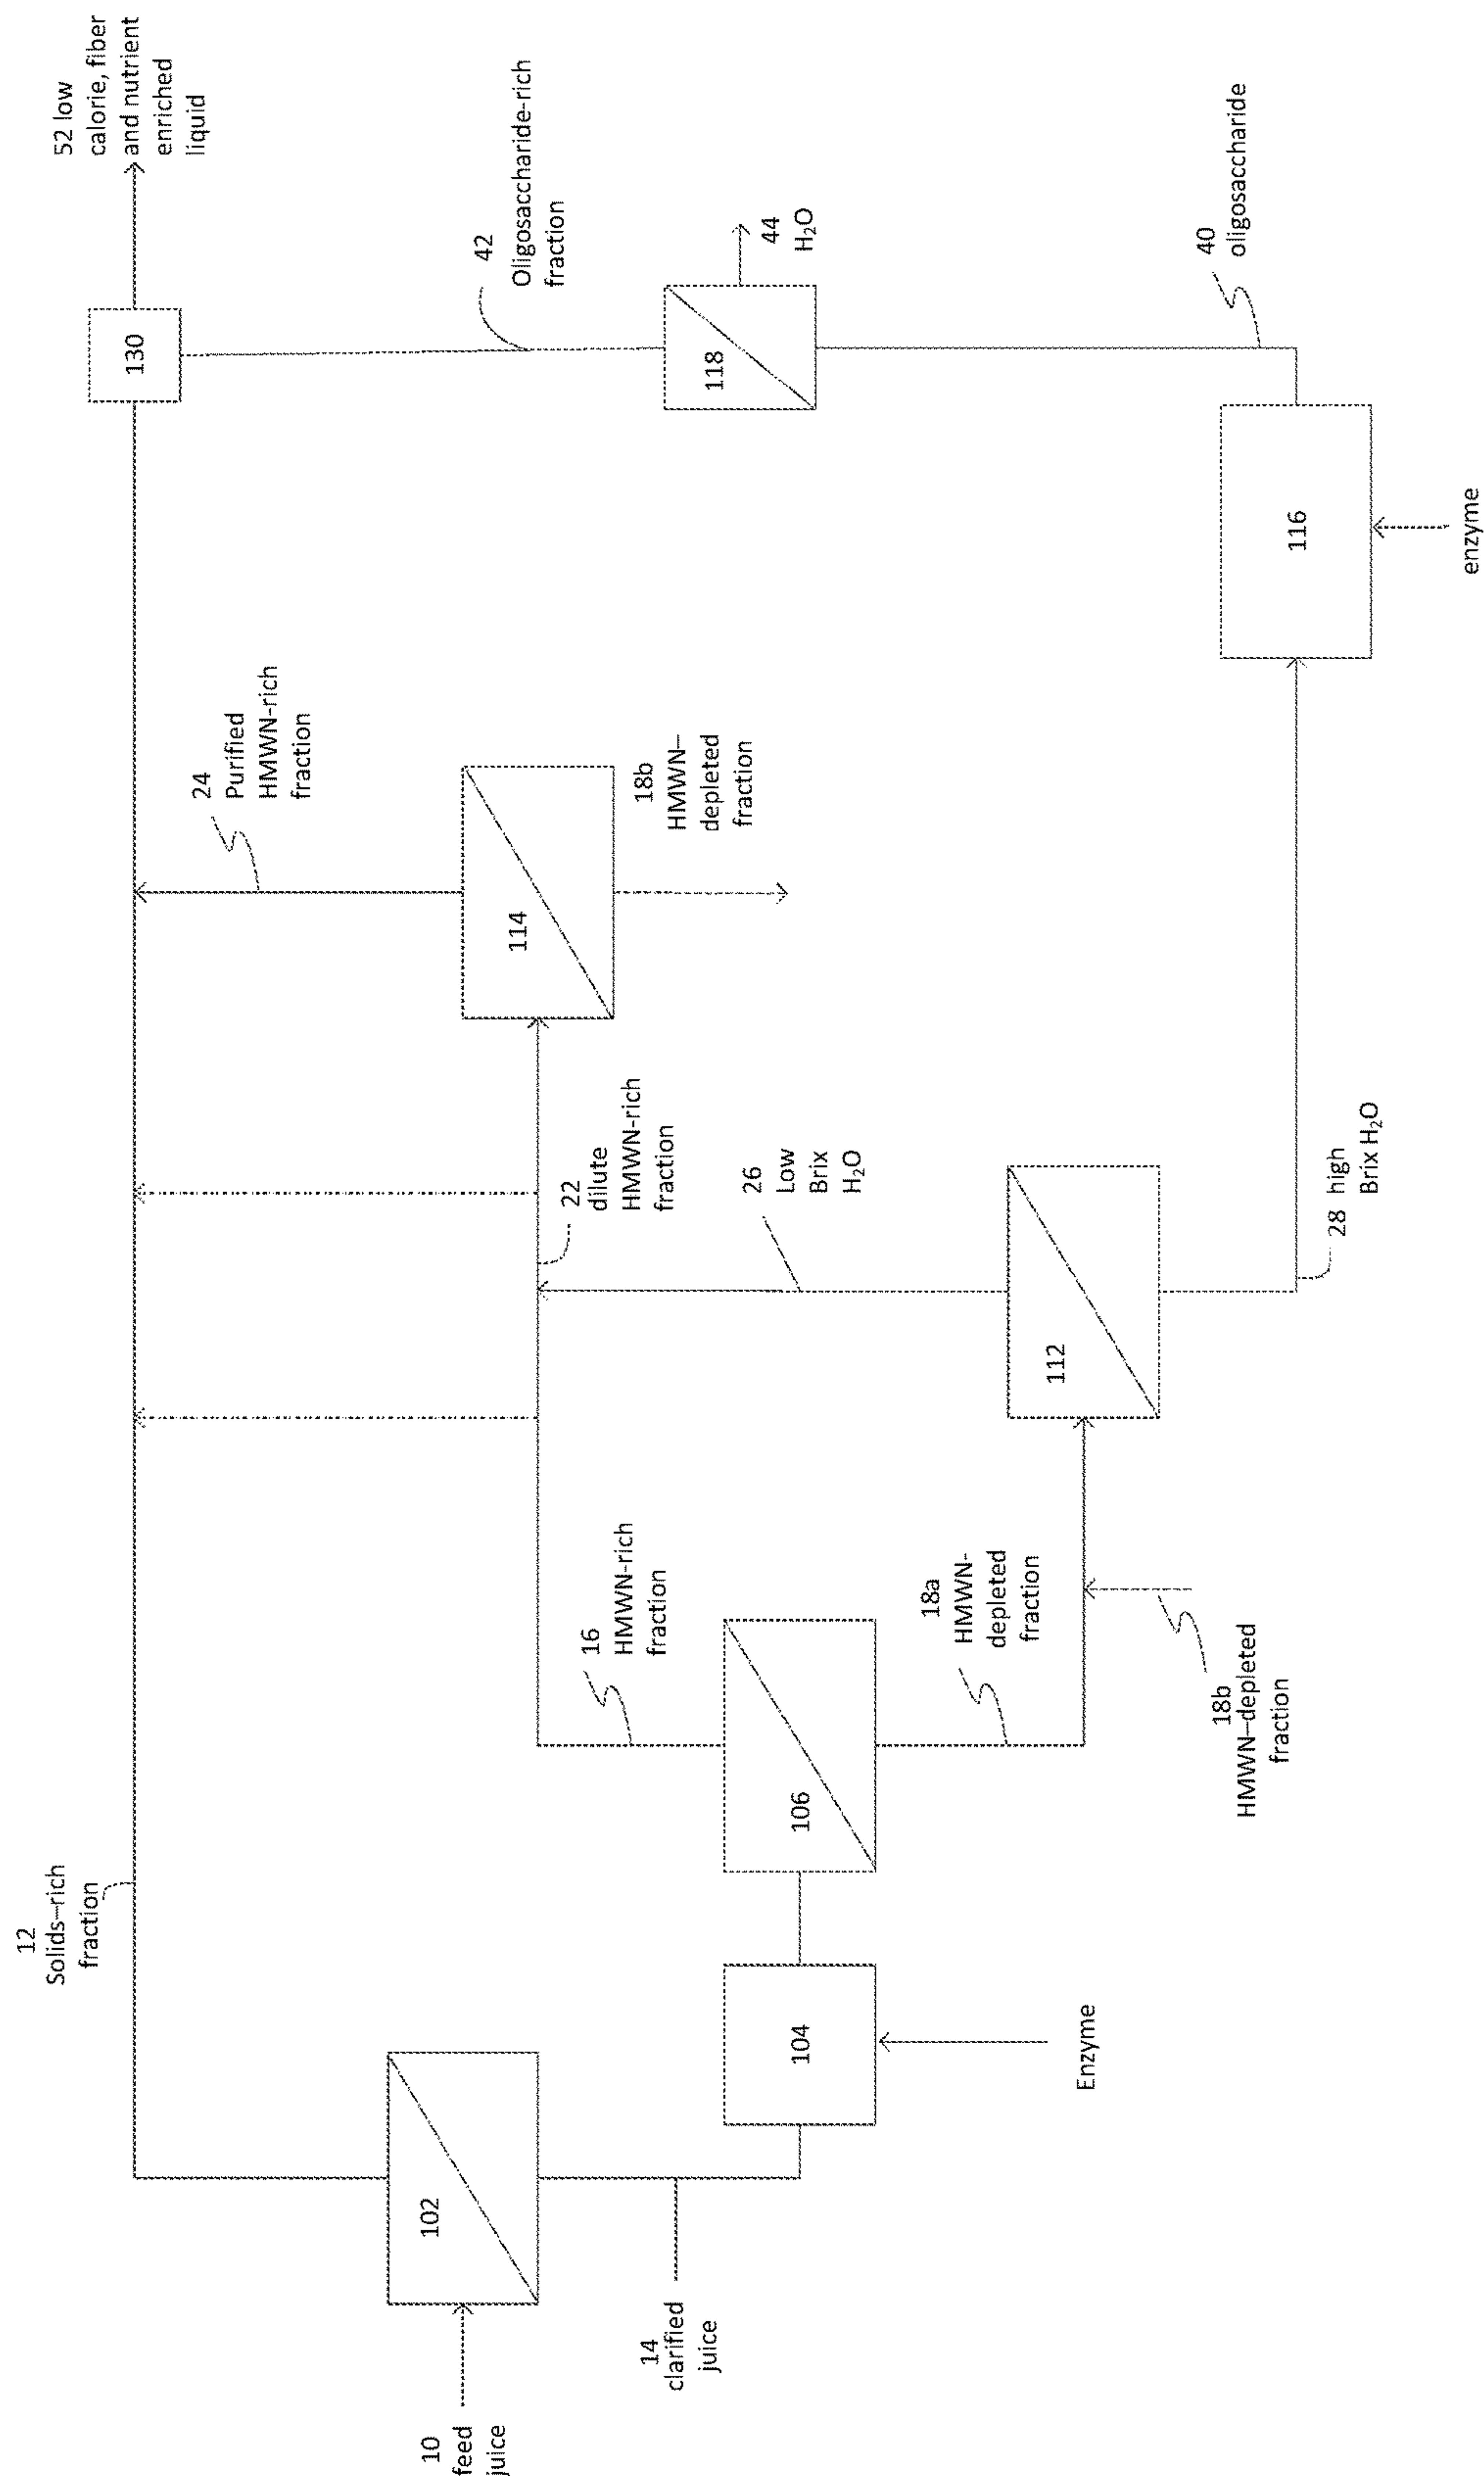 10
feed
juice
102
12
Solids–rich
fraction
14
clarified
juice
104
Enzyme
106
16
HMWN-rich
fraction
18a
HMWN-
depleted
fraction
18b
HMWN–depleted
fraction
112
26
Low
Brix
H₂O
28 high
Brix H₂O
22
dilute
HMWN-rich
fraction
114
24
Purified
HMWN-rich
fraction
18b
HMWN–
depleted
fraction
116
enzyme
40
oligosaccharide
118
44
H₂O
42
Oligosaccharide-rich
fraction
130
52 low
calorie, fiber
and nutrient
enriched
liquid